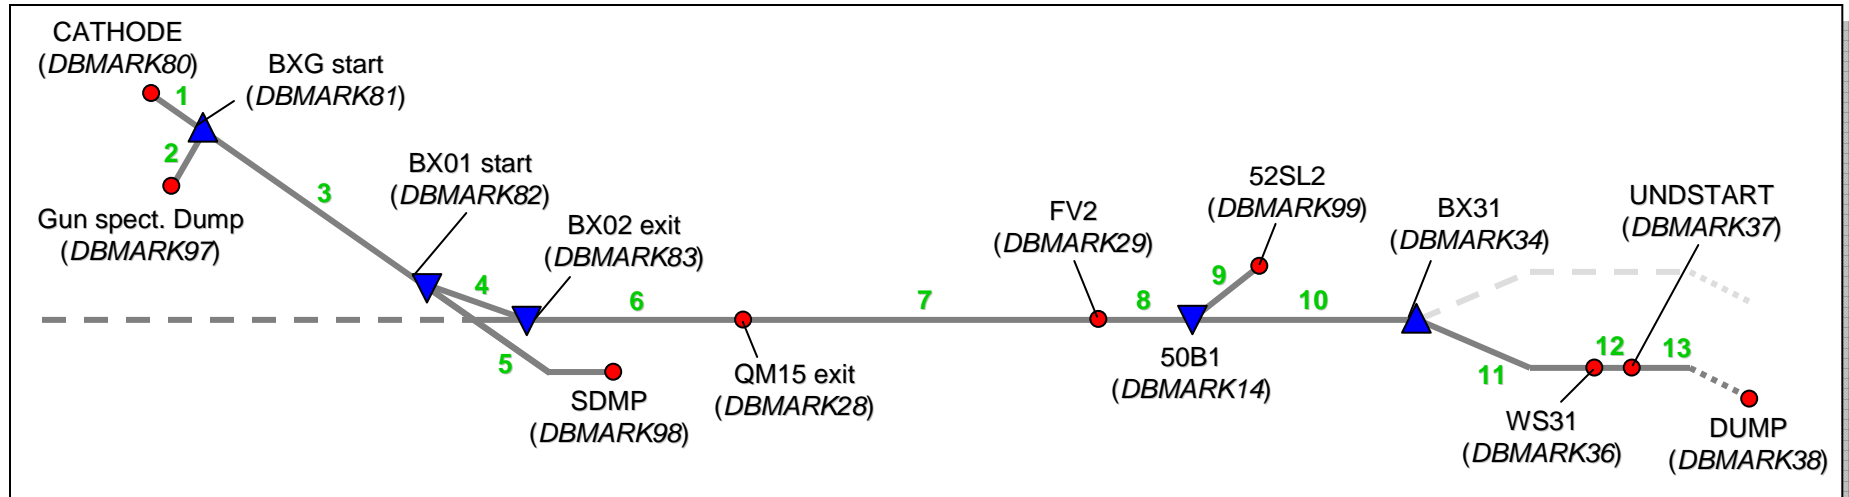 CATHODE
(DBMARK80)
1
BXG start
(DBMARK81)
2
Gun spect. Dump
(DBMARK97)
3
BX01 start
(DBMARK82)
4
BX02 exit
(DBMARK83)
5
SDMP
(DBMARK98)
6
QM15 exit
(DBMARK28)
7
FV2
(DBMARK29)
8
50B1
(DBMARK14)
9
52SL2
(DBMARK99)
10
BX31
(DBMARK34)
11
WS31
(DBMARK36)
12
UNDSTART
(DBMARK37)
13
DUMP
(DBMARK38)